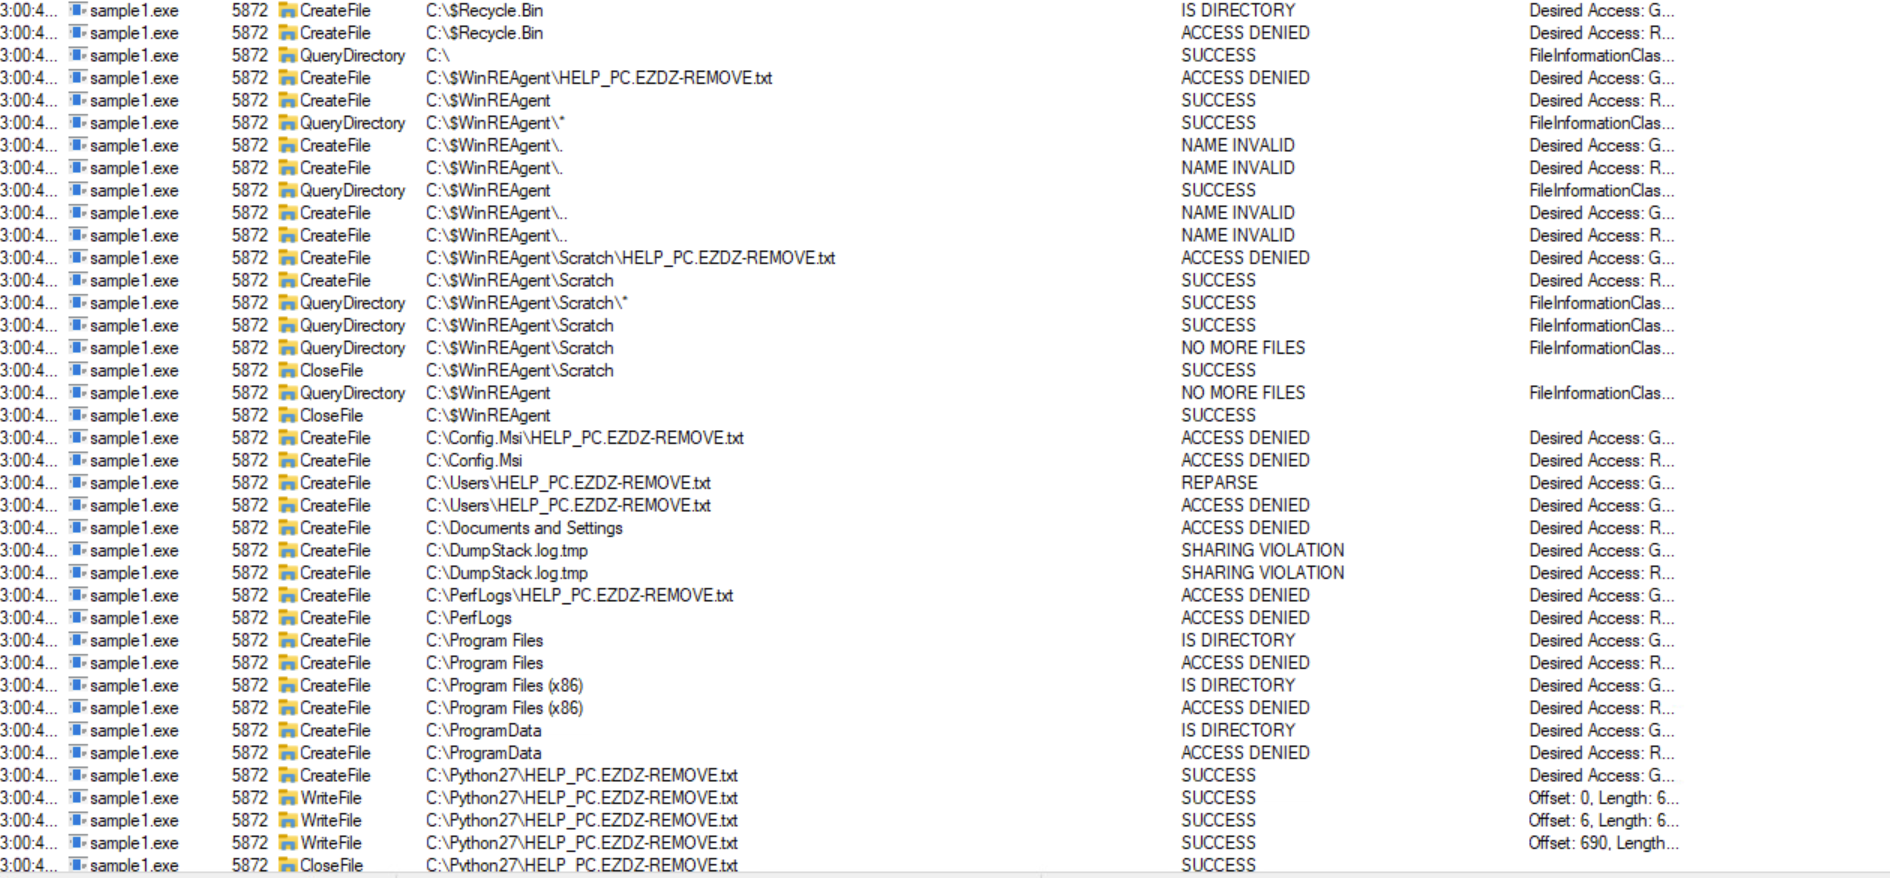 3:00:4... sample1.exe 5872 CreateFile C:\$Recycle.Bin IS DIRECTORY Desired Access: G...
3:00:4... sample1.exe 5872 CreateFile C:\$Recycle.Bin ACCESS DENIED Desired Access: R...
3:00:4... sample1.exe 5872 QueryDirectory C:\ SUCCESS FileInformationClas...
3:00:4... sample1.exe 5872 CreateFile C:\$WinREAgent\HELP_PC.EZDZ-REMOVE.txt ACCESS DENIED Desired Access: G...
3:00:4... sample1.exe 5872 CreateFile C:\$WinREAgent SUCCESS Desired Access: R...
3:00:4... sample1.exe 5872 QueryDirectory C:\$WinREAgent\* SUCCESS FileInformationClas...
3:00:4... sample1.exe 5872 CreateFile C:\$WinREAgent\. NAME INVALID Desired Access: G...
3:00:4... sample1.exe 5872 CreateFile C:\$WinREAgent\. NAME INVALID Desired Access: R...
3:00:4... sample1.exe 5872 QueryDirectory C:\$WinREAgent SUCCESS FileInformationClas...
3:00:4... sample1.exe 5872 CreateFile C:\$WinREAgent\.. NAME INVALID Desired Access: G...
3:00:4... sample1.exe 5872 CreateFile C:\$WinREAgent\.. NAME INVALID Desired Access: R...
3:00:4... sample1.exe 5872 CreateFile C:\$WinREAgent\Scratch\HELP_PC.EZDZ-REMOVE.txt ACCESS DENIED Desired Access: G...
3:00:4... sample1.exe 5872 CreateFile C:\$WinREAgent\Scratch SUCCESS Desired Access: R...
3:00:4... sample1.exe 5872 QueryDirectory C:\$WinREAgent\Scratch\* SUCCESS FileInformationClas...
3:00:4... sample1.exe 5872 QueryDirectory C:\$WinREAgent\Scratch SUCCESS FileInformationClas...
3:00:4... sample1.exe 5872 QueryDirectory C:\$WinREAgent\Scratch NO MORE FILES FileInformationClas...
3:00:4... sample1.exe 5872 CloseFile C:\$WinREAgent\Scratch SUCCESS
3:00:4... sample1.exe 5872 QueryDirectory C:\$WinREAgent NO MORE FILES FileInformationClas...
3:00:4... sample1.exe 5872 CloseFile C:\$WinREAgent SUCCESS
3:00:4... sample1.exe 5872 CreateFile C:\Config.Msi\HELP_PC.EZDZ-REMOVE.txt ACCESS DENIED Desired Access: G...
3:00:4... sample1.exe 5872 CreateFile C:\Config.Msi ACCESS DENIED Desired Access: R...
3:00:4... sample1.exe 5872 CreateFile C:\Users\HELP_PC.EZDZ-REMOVE.txt REPARSE Desired Access: G...
3:00:4... sample1.exe 5872 CreateFile C:\Users\HELP_PC.EZDZ-REMOVE.txt ACCESS DENIED Desired Access: G...
3:00:4... sample1.exe 5872 CreateFile C:\Documents and Settings ACCESS DENIED Desired Access: R...
3:00:4... sample1.exe 5872 CreateFile C:\DumpStack.log.tmp SHARING VIOLATION Desired Access: G...
3:00:4... sample1.exe 5872 CreateFile C:\DumpStack.log.tmp SHARING VIOLATION Desired Access: R...
3:00:4... sample1.exe 5872 CreateFile C:\PerfLogs\HELP_PC.EZDZ-REMOVE.txt ACCESS DENIED Desired Access: G...
3:00:4... sample1.exe 5872 CreateFile C:\PerfLogs ACCESS DENIED Desired Access: R...
3:00:4... sample1.exe 5872 CreateFile C:\Program Files IS DIRECTORY Desired Access: G...
3:00:4... sample1.exe 5872 CreateFile C:\Program Files ACCESS DENIED Desired Access: R...
3:00:4... sample1.exe 5872 CreateFile C:\Program Files (x86) IS DIRECTORY Desired Access: G...
3:00:4... sample1.exe 5872 CreateFile C:\Program Files (x86) ACCESS DENIED Desired Access: R...
3:00:4... sample1.exe 5872 CreateFile C:\ProgramData IS DIRECTORY Desired Access: G...
3:00:4... sample1.exe 5872 CreateFile C:\ProgramData ACCESS DENIED Desired Access: R...
3:00:4... sample1.exe 5872 CreateFile C:\Python27\HELP_PC.EZDZ-REMOVE.txt SUCCESS Desired Access: G...
3:00:4... sample1.exe 5872 WriteFile C:\Python27\HELP_PC.EZDZ-REMOVE.txt SUCCESS Offset: 0, Length: 6...
3:00:4... sample1.exe 5872 WriteFile C:\Python27\HELP_PC.EZDZ-REMOVE.txt SUCCESS Offset: 6, Length: 6...
3:00:4... sample1.exe 5872 WriteFile C:\Python27\HELP_PC.EZDZ-REMOVE.txt SUCCESS Offset: 690, Length...
3:00:4... sample1.exe 5872 CloseFile C:\Python27\HELP_PC.EZDZ-REMOVE.txt SUCCESS